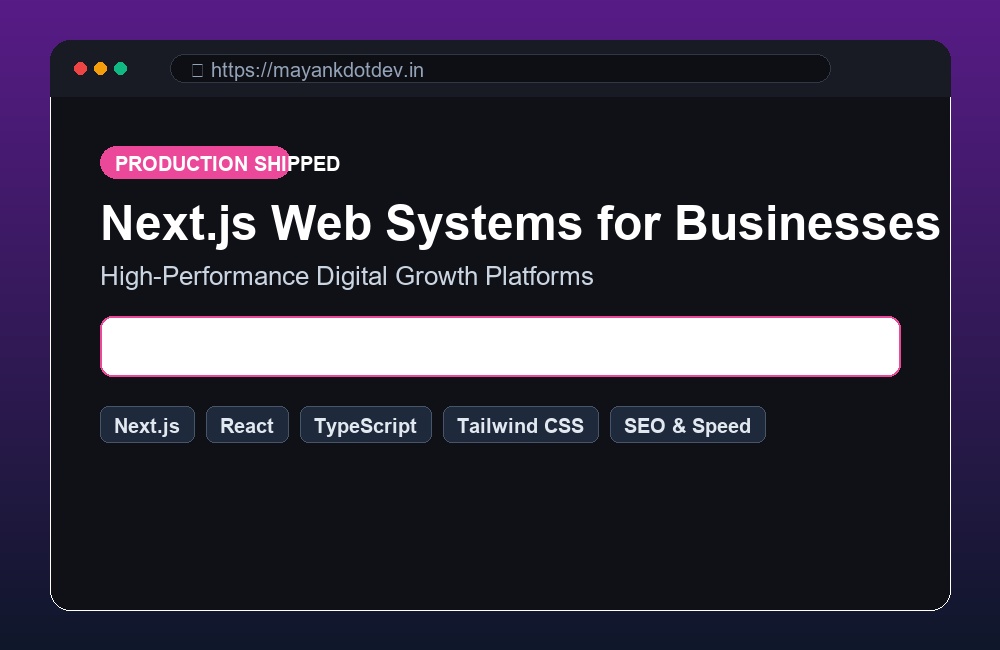 https://mayankdotdev.in
PRODUCTION SHIPPED
Next.js Web Systems for Businesses
High-Performance Digital Growth Platforms
Next.js React TypeScript Tailwind CSS SEO & Speed